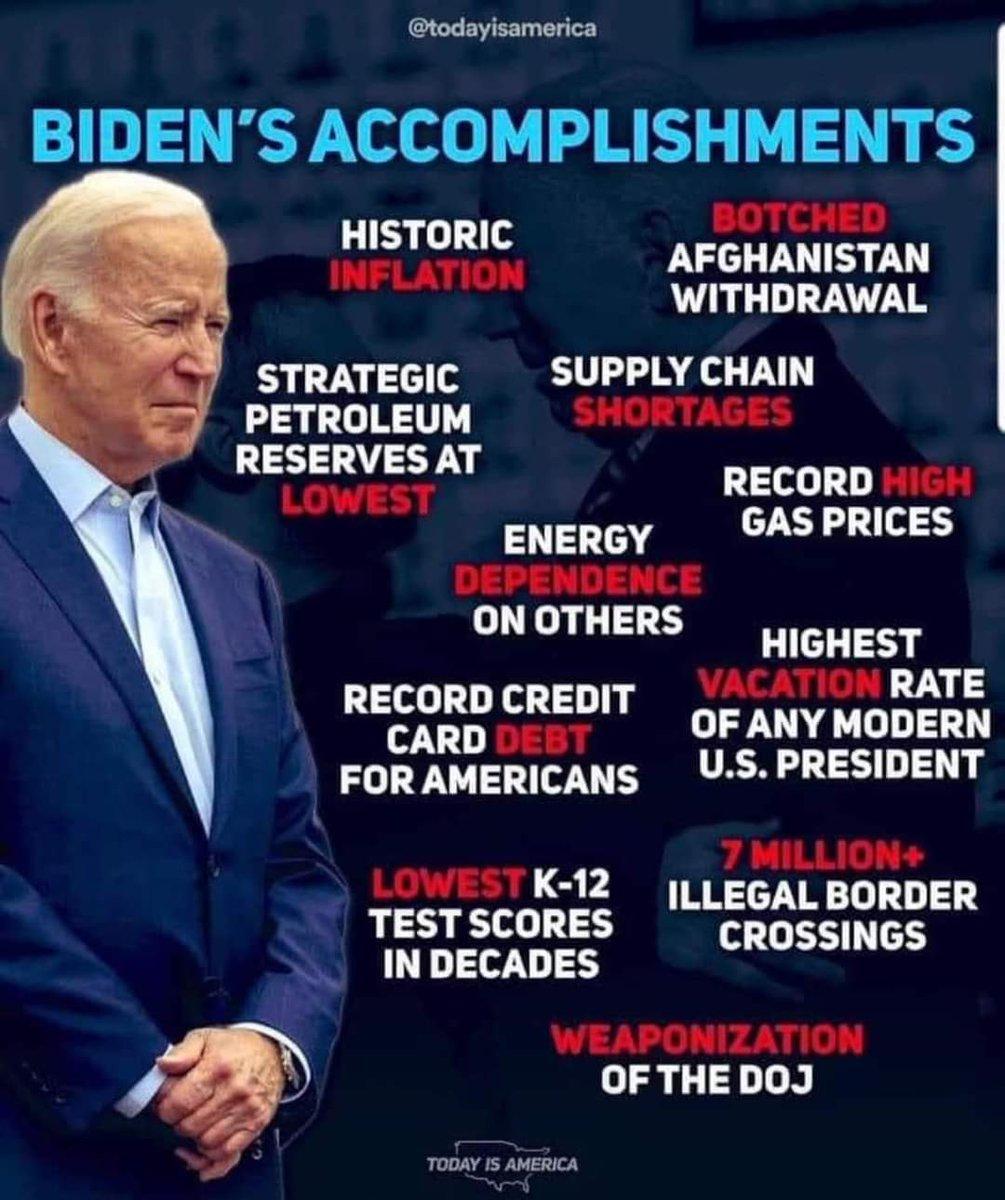 @todayisamerica
BIDEN'S ACCOMPLISHMENTS
HISTORIC
INFLATION
BOTCHED
AFGHANISTAN
WITHDRAWAL
STRATEGIC
PETROLEUM
RESERVES AT
LOWEST
SUPPLY CHAIN
SHORTAGES
RECORD HIGH
GAS PRICES
ENERGY
DEPENDENCE
ON OTHERS
HIGHEST
VACATION RATE
OF ANY MODERN
U.S. PRESIDENT
RECORD CREDIT
CARD DEBT
FOR AMERICANS
7 MILLION+
ILLEGAL BORDER
CROSSINGS
LOWEST K-12
TEST SCORES
IN DECADES
WEAPONIZATION
OF THE DOJ
TODAY IS AMERICA